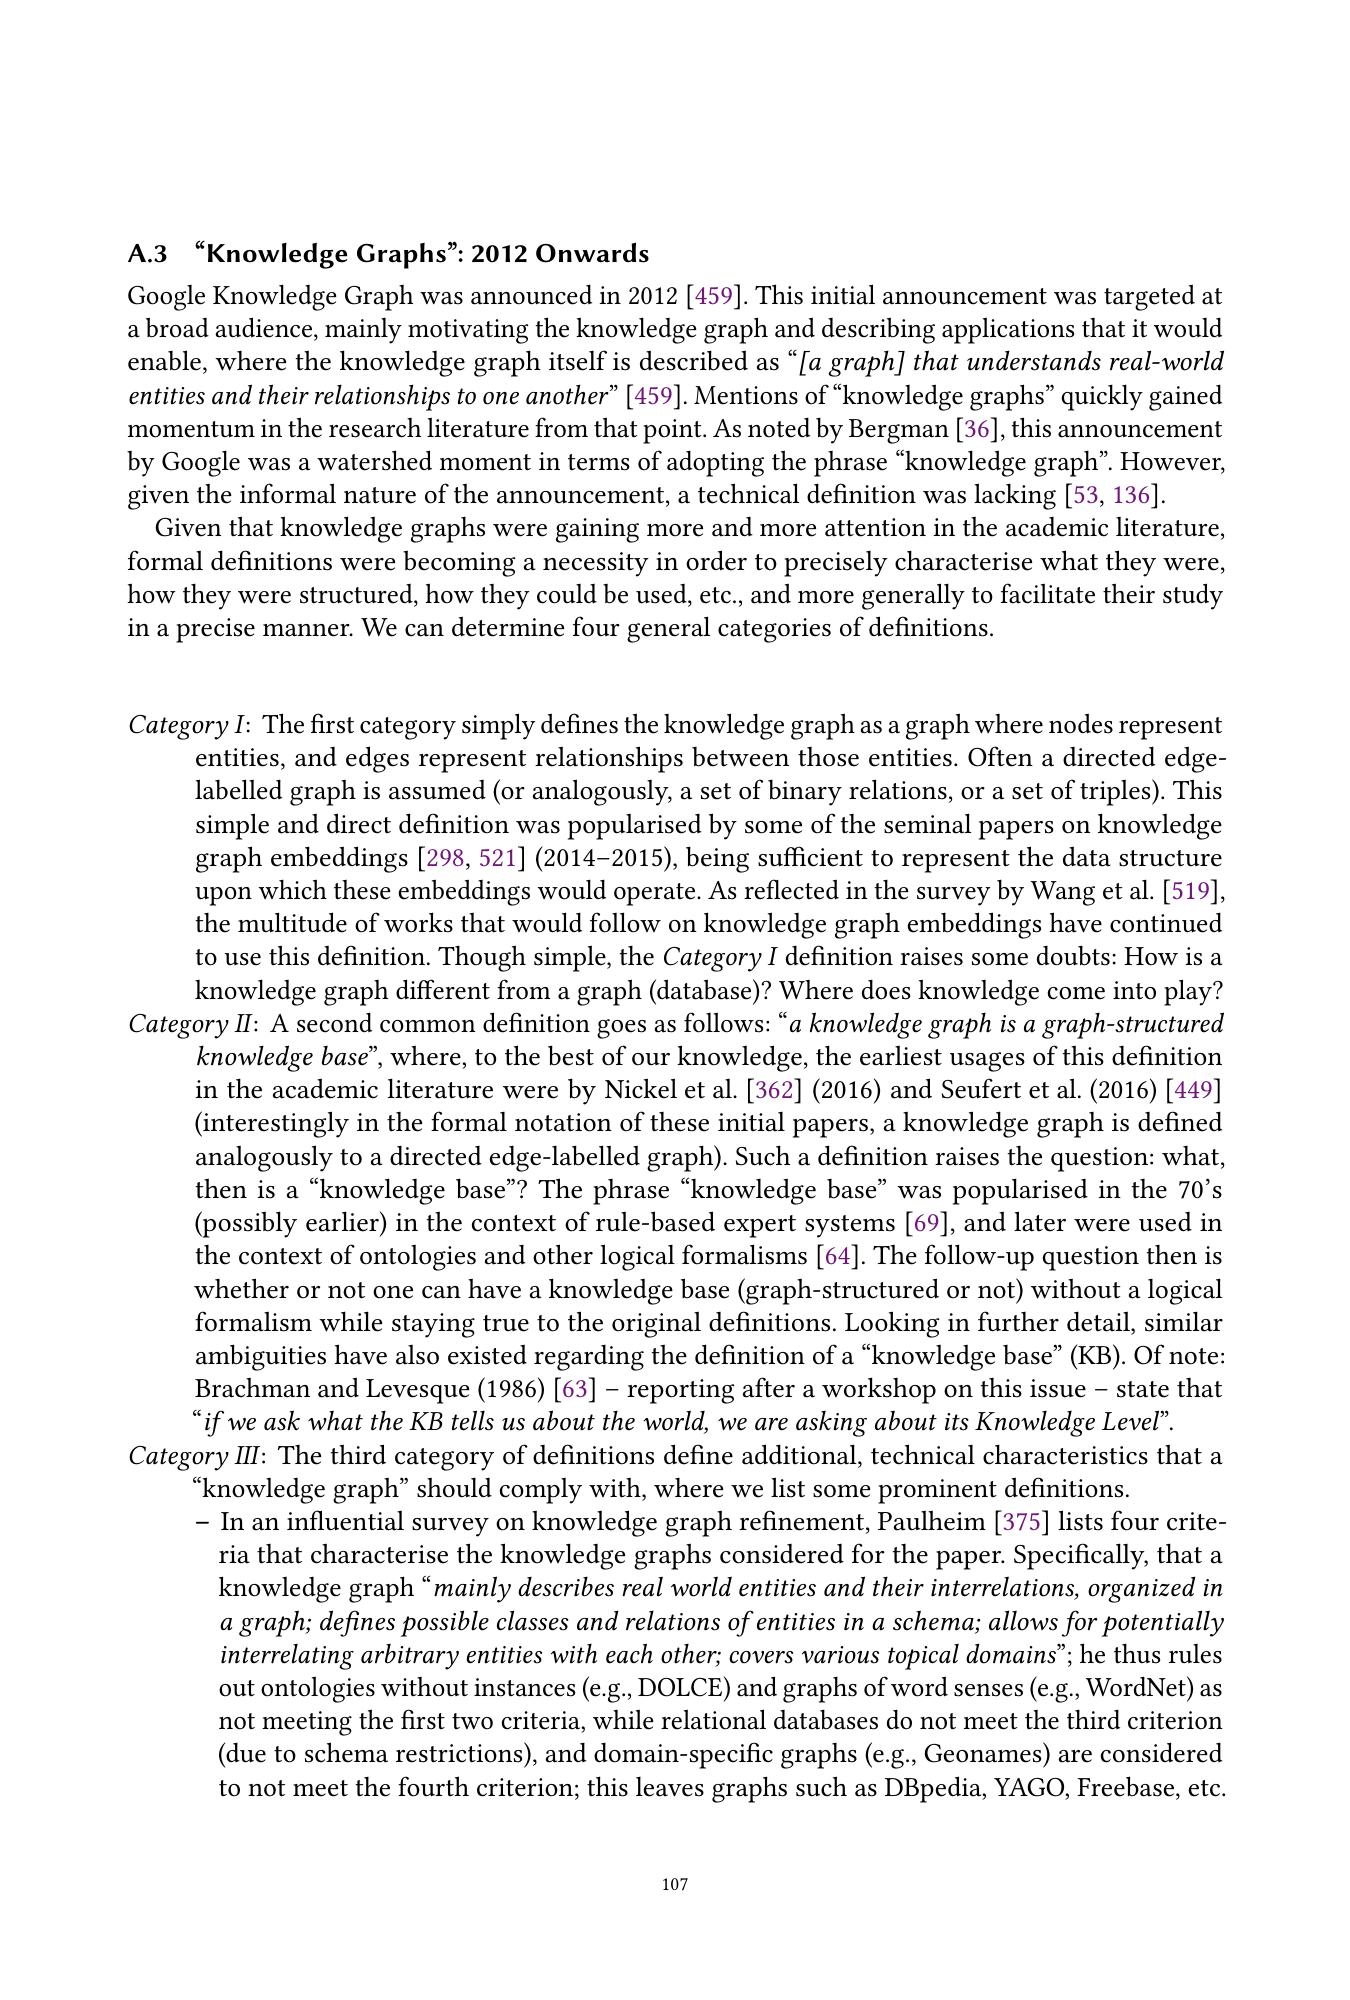 A.3 “Knowledge Graphs”: 2012 Onwards
Google Knowledge Graph was announced in 2012 [459]. This initial announcement was targeted at
a broad audience, mainly motivating the knowledge graph and describing applications that it would
enable, where the knowledge graph itself is described as “[a graph] that understands real-world
entities and their relationships to one another” [459]. Mentions of “knowledge graphs” quickly gained
momentum in the research literature from that point. As noted by Bergman [36], this announcement
by Google was a watershed moment in terms of adopting the phrase “knowledge graph”. However,
given the informal nature of the announcement, a technical definition was lacking [53, 136].
Given that knowledge graphs were gaining more and more attention in the academic literature,
formal definitions were becoming a necessity in order to precisely characterise what they were,
how they were structured, how they could be used, etc., and more generally to facilitate their study
in a precise manner. We can determine four general categories of definitions.
Category I: The first category simply defines the knowledge graph as a graph where nodes represent
entities, and edges represent relationships between those entities. Often a directed edge-
labelled graph is assumed (or analogously, a set of binary relations, or a set of triples). This
simple and direct definition was popularised by some of the seminal papers on knowledge
graph embeddings [298, 521] (2014–2015), being sufficient to represent the data structure
upon which these embeddings would operate. As reflected in the survey by Wang et al. [519],
the multitude of works that would follow on knowledge graph embeddings have continued
to use this definition. Though simple, the Category I definition raises some doubts: How is a
knowledge graph different from a graph (database)? Where does knowledge come into play?
Category II: A second common definition goes as follows: “a knowledge graph is a graph-structured
knowledge base”, where, to the best of our knowledge, the earliest usages of this definition
in the academic literature were by Nickel et al. [362] (2016) and Seufert et al. (2016) [449]
(interestingly in the formal notation of these initial papers, a knowledge graph is defined
analogously to a directed edge-labelled graph). Such a definition raises the question: what,
then is a “knowledge base”? The phrase “knowledge base” was popularised in the 70’s
(possibly earlier) in the context of rule-based expert systems [69], and later were used in
the context of ontologies and other logical formalisms [64]. The follow-up question then is
whether or not one can have a knowledge base (graph-structured or not) without a logical
formalism while staying true to the original definitions. Looking in further detail, similar
ambiguities have also existed regarding the definition of a “knowledge base” (KB). Of note:
Brachman and Levesque (1986) [63] – reporting after a workshop on this issue – state that
“if we ask what the KB tells us about the world, we are asking about its Knowledge Level”.
Category III: The third category of definitions define additional, technical characteristics that a
“knowledge graph” should comply with, where we list some prominent definitions.
– In an influential survey on knowledge graph refinement, Paulheim [375] lists four crite-
ria that characterise the knowledge graphs considered for the paper. Specifically, that a
knowledge graph “mainly describes real world entities and their interrelations, organized in
a graph; defines possible classes and relations of entities in a schema; allows for potentially
interrelating arbitrary entities with each other; covers various topical domains”; he thus rules
out ontologies without instances (e.g., DOLCE) and graphs of word senses (e.g., WordNet) as
not meeting the first two criteria, while relational databases do not meet the third criterion
(due to schema restrictions), and domain-specific graphs (e.g., Geonames) are considered
to not meet the fourth criterion; this leaves graphs such as DBpedia, YAGO, Freebase, etc.
107